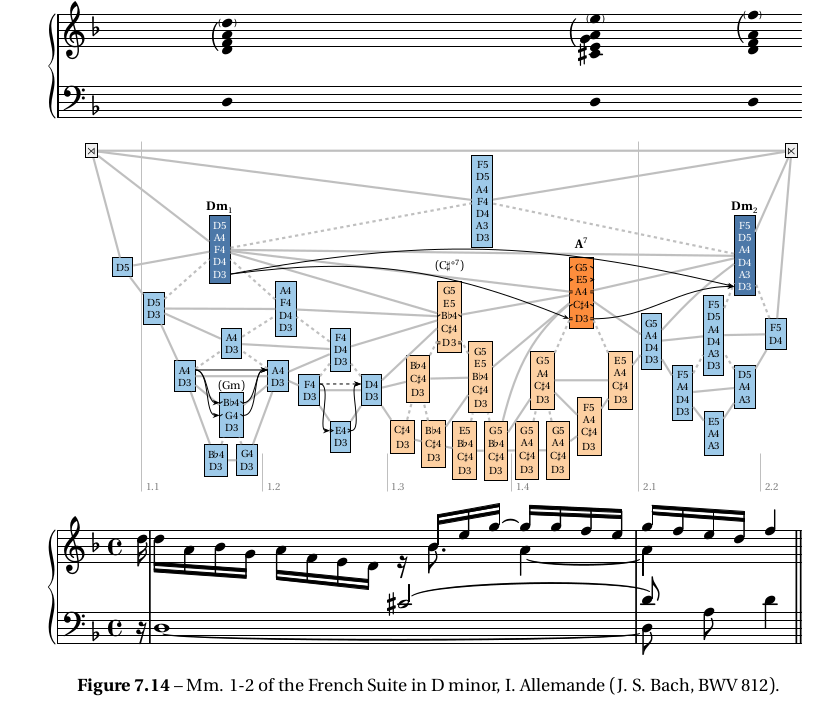 F5
D5
A4
F4
D4
A3
D3
Dm1
D5
A4
F4
D4
D3
Dm2
F5
D5
A4
D4
A3
D3
A7
G5
E5
A4
C♯4
D3
(C♯ø7)
G5
E5
B♭4
C♯4
D3
D5
D5
D3
A4
F4
D4
D3
A4
D3
F4
D4
D3
A4
D3
(Gm)
B♭4
G4
D3
A4
D3
F4
D3
D4
D3
E4
D3
B♭4
D3
G4
D3
B♭4
C♯4
D3
G5
E5
B♭4
C♯4
D3
C♯4
D3
B♭4
C♯4
D3
E5
B♭4
C♯4
D3
G5
B♭4
C♯4
D3
G5
A4
C♯4
D3
E5
A4
C♯4
D3
F5
A4
C♯4
D3
G5
A4
C♯4
D3
G5
A4
C♯4
D3
G5
A4
D4
D3
F5
D5
A4
D4
A3
D3
F5
D4
F5
A4
D4
D3
D5
A4
A3
E5
A4
A3
1.1
1.2
1.3
1.4
2.1
2.2
Figure 7.14 – Mm. 1-2 of the French Suite in D minor, I. Allemande (J. S. Bach, BWV 812).